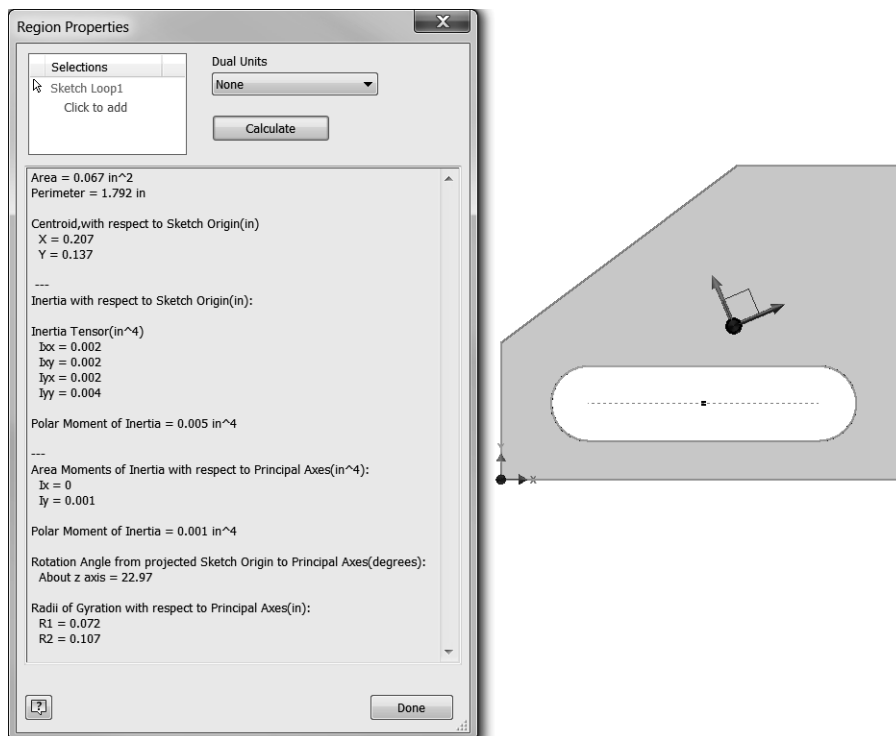 Region Properties
Selections
Sketch Loop1
Click to add
Dual Units
None
Calculate
Area = 0.067 in^2
Perimeter = 1.792 in
Centroid,with respect to Sketch Origin(in)
X = 0.207
Y = 0.137
---
Inertia with respect to Sketch Origin(in):
Inertia Tensor(in^4)
Ixx = 0.002
Ixy = 0.002
Iyx = 0.002
Iyy = 0.004
Polar Moment of Inertia = 0.005 in^4
---
Area Moments of Inertia with respect to Principal Axes(in^4):
Ix = 0
Iy = 0.001
Polar Moment of Inertia = 0.001 in^4
Rotation Angle from projected Sketch Origin to Principal Axes(degrees):
About z axis = 22.97
Radii of Gyration with respect to Principal Axes(in):
R1 = 0.072
R2 = 0.107
Done
Y
X